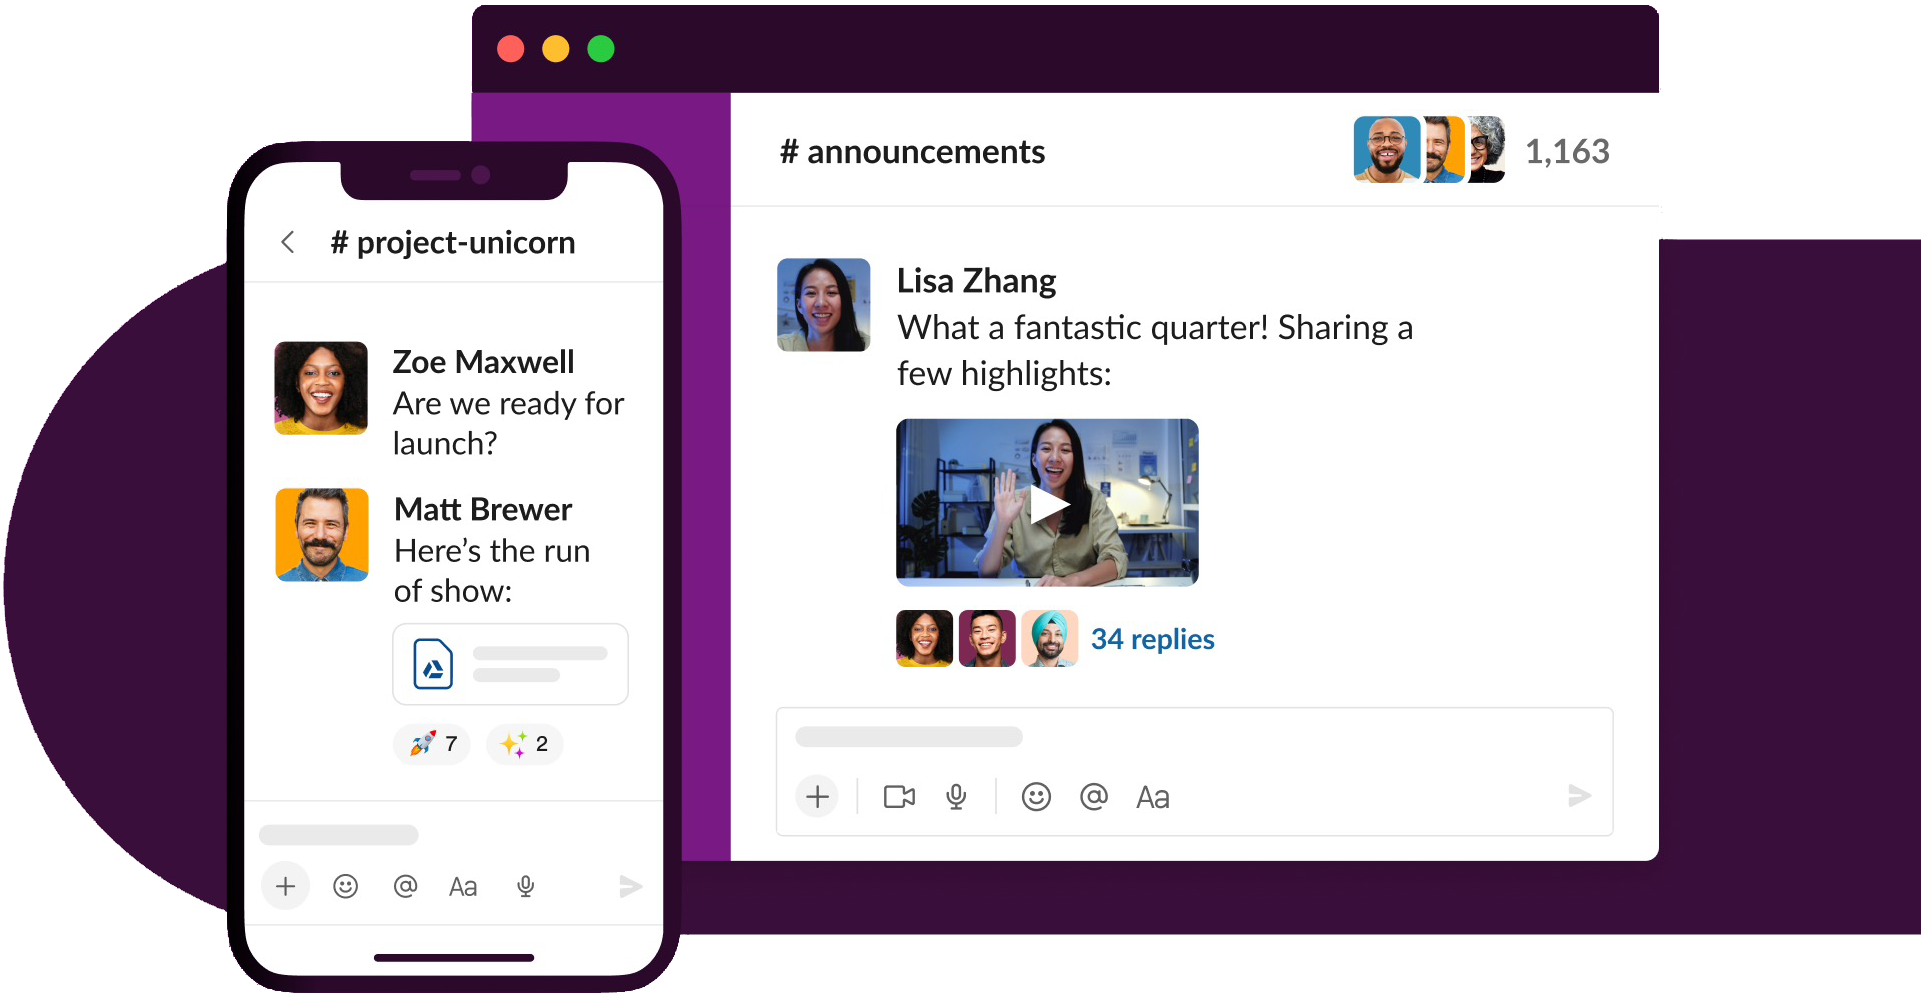 # announcements
1,163
Lisa Zhang
What a fantastic quarter! Sharing a
few highlights:
34 replies
Aa
# project-unicorn
Zoe Maxwell
Are we ready for
launch?
Matt Brewer
Here’s the run
of show:
7
2
Aa